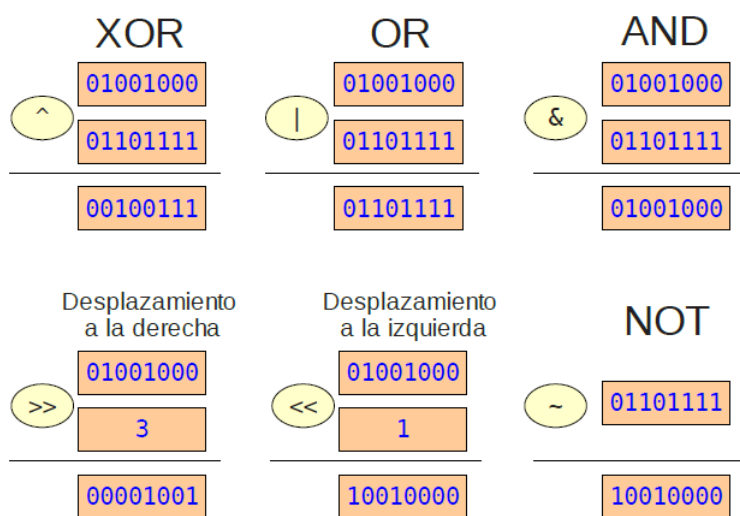 XOR
OR
AND
01001000
01001000
01001000
^
|
&
01101111
01101111
01101111
00100111
01101111
01001000
Desplazamiento
a la derecha
Desplazamiento
a la izquierda
NOT
01001000
01001000
>>
3
<<
1
~
01101111
00001001
10010000
10010000